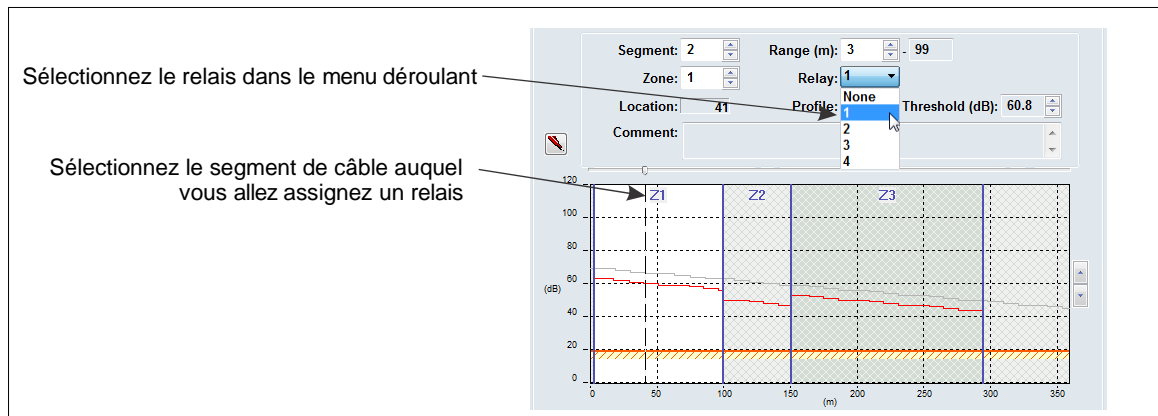 Segment: 2 Range (m): 3 - 99
Sélectionnez le relais dans le menu déroulant
Zone: 1 Relay: 1
None
Location: 41 Profile: Threshold (dB): 60.8
1
2
3
4
Comment:
Sélectionnez le segment de câble auquel
vous allez assignez un relais
120
100
80
60
(dB)
40
20
0
Z1 Z2 Z3
0 50 100 150 200 250 300 350
(m)